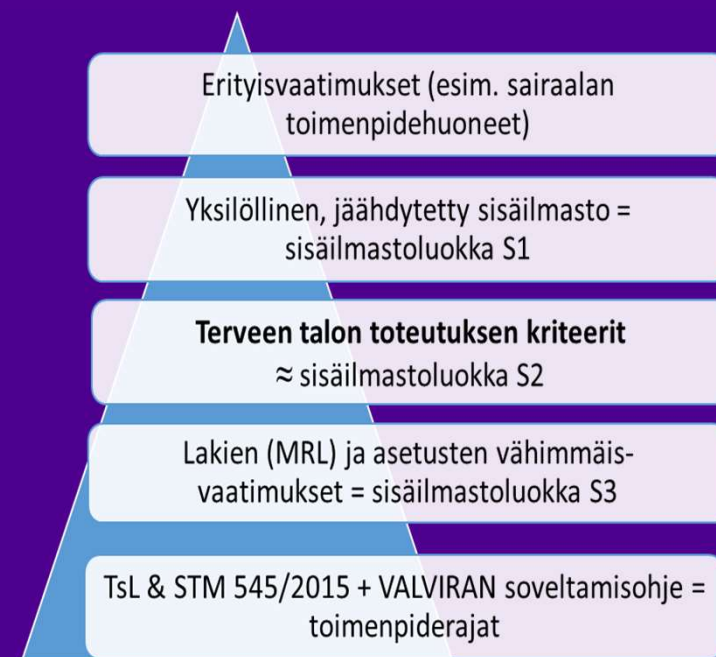 Erityisvaatimukset (esim. sairaalan
toimenpidehuoneet)
Yksilöllinen, jäähdytetty sisäilmasto =
sisäilmastoluokka S1
Terveen talon toteutuksen kriteerit
≈ sisäilmastoluokka S2
Lakien (MRL) ja asetusten vähimmäis-
vaatimukset = sisäilmastoluokka S3
TsL & STM 545/2015 + VALVIRAN soveltamisohje =
toimenpiderajat